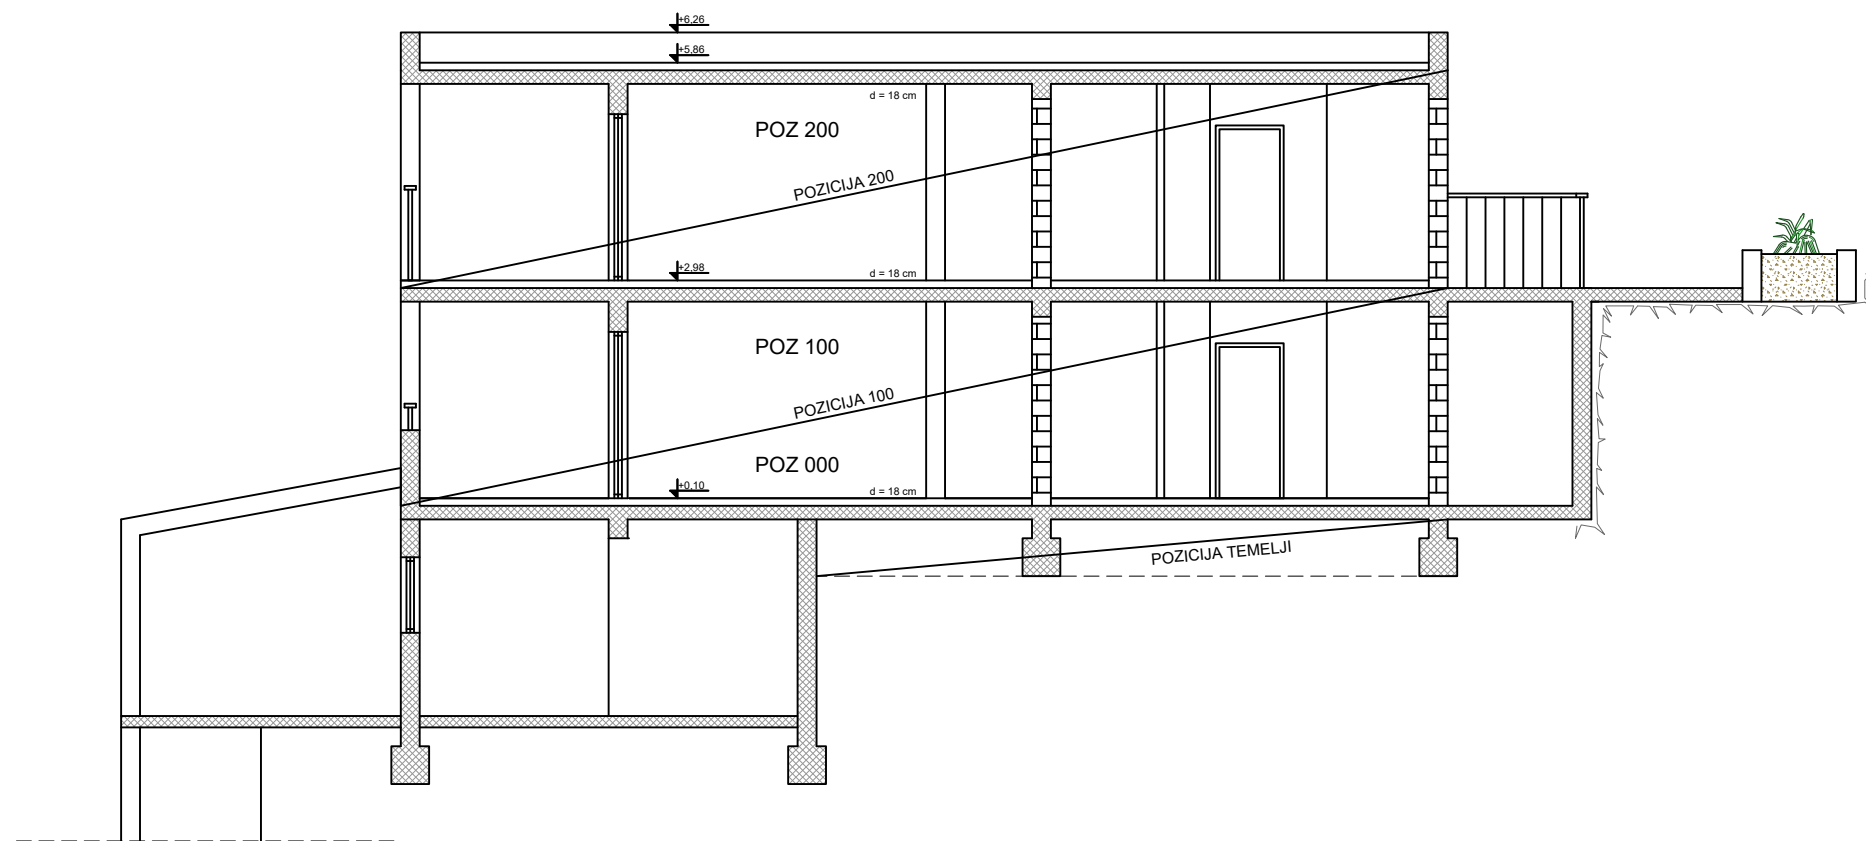 +6,26
+5,86
d = 18 cm
POZ 200
POZICIJA 200
+2,98
d = 18 cm
POZ 100
POZICIJA 100
POZ 000
+0,10
d = 18 cm
POZICIJA TEMELJI